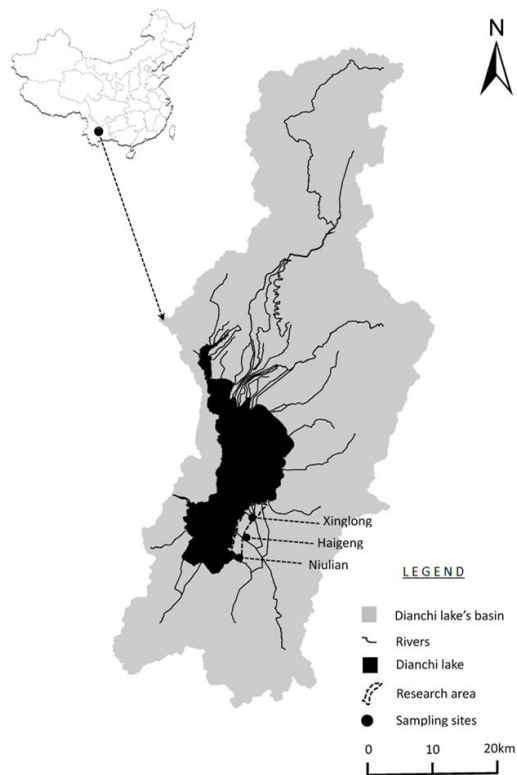 N
Xinglong
Haigeng
Niulian
LEGEND
Dianchi lake's basin
Rivers
Dianchi lake
Research area
Sampling sites
0 10 20km